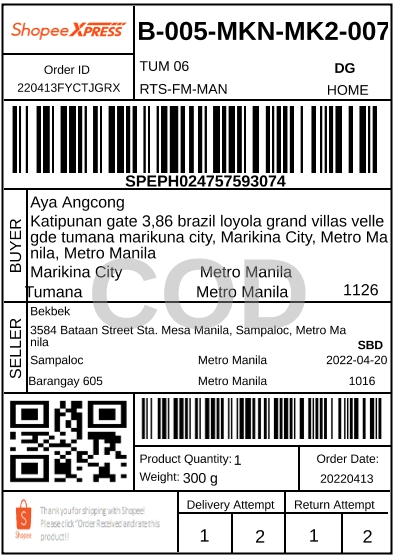 Shopee XPRESS
B-005-MKN-MK2-007
Order ID
220413FYCTJGRX
TUM 06
DG
RTS-FM-MAN
HOME
SPEPH024757593074
BUYER
Aya Angcong
Katipunan gate 3,86 brazil loyola grand villas velle
gde tumana marikuna city, Marikina City, Metro Ma
nila, Metro Manila
Marikina City Metro Manila
Tumana Metro Manila 1126
COD
SELLER
Bekbek
3584 Bataan Street Sta. Mesa Manila, Sampaloc, Metro Ma
nila
SBD
Sampaloc Metro Manila 2022-04-20
Barangay 605 Metro Manila 1016
Product Quantity: 1
Weight: 300 g
Order Date:
20220413
Shopee
Thank you for shipping with Shopee!
Please click "Order Received and rate this
product!!
Delivery Attempt
Return Attempt
1 2 1 2